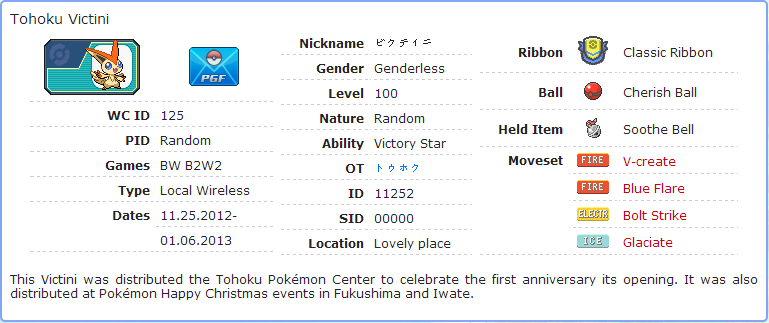 Tohoku Victini
PGF
WC ID 125
PID Random
Games BW B2W2
Type Local Wireless
Dates 11.25.2012-
01.06.2013
Nickname ビクティニ
Gender Genderless
Level 100
Nature Random
Ability Victory Star
OT トウホク
ID 11252
SID 00000
Location Lovely place
Ribbon Classic Ribbon
Ball Cherish Ball
Held Item Soothe Bell
Moveset FIRE V-create
FIRE Blue Flare
ELECTR Bolt Strike
ICE Glaciate
This Victini was distributed the Tohoku Pokémon Center to celebrate the first anniversary its opening. It was also
distributed at Pokémon Happy Christmas events in Fukushima and Iwate.